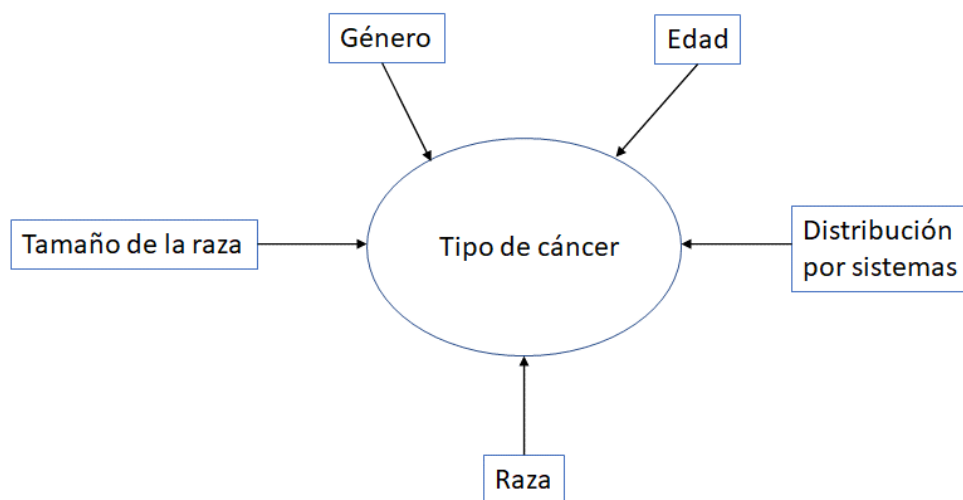 Género
Edad
Tamaño de la raza
Tipo de cáncer
Distribución
por sistemas
Raza